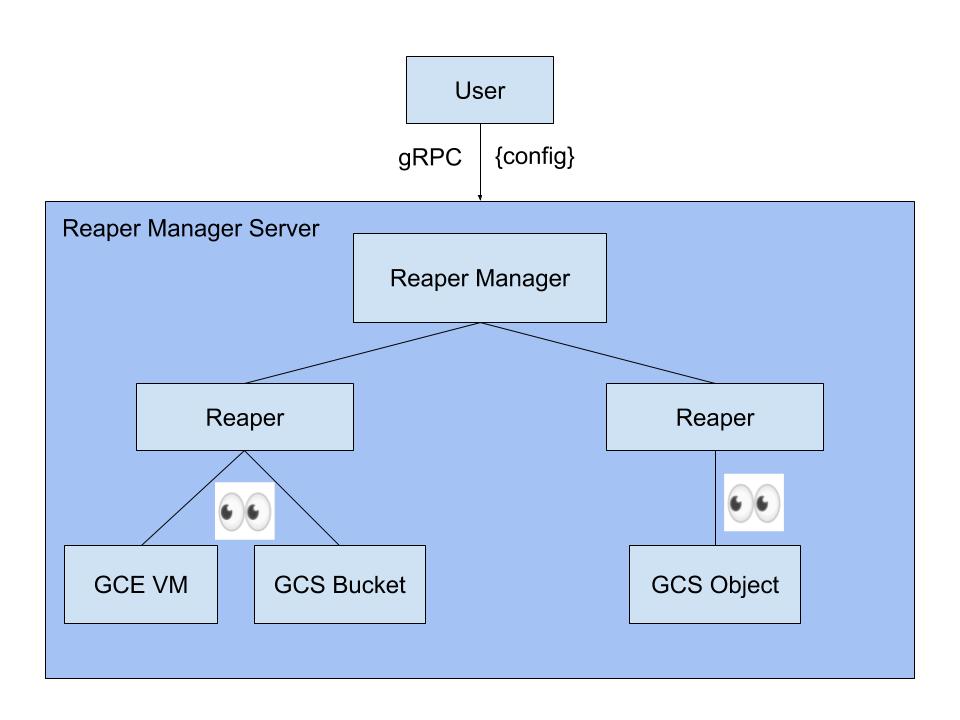 User
gRPC
{config}
Reaper Manager Server
Reaper Manager
Reaper
Reaper
GCE VM
GCS Bucket
GCS Object